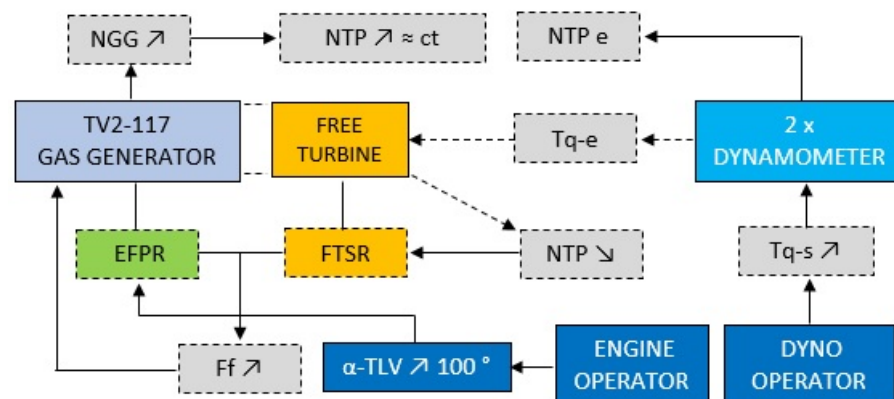 NGG ↗
NTP ↗ ≈ ct
NTP e
TV2-117
GAS GENERATOR
FREE
TURBINE
Tq-e
2 x
DYNAMOMETER
EFPR
FTSR
NTP ↘
Tq-s ↗
Ff ↗
α-TLV ↗ 100 °
ENGINE
OPERATOR
DYNO
OPERATOR